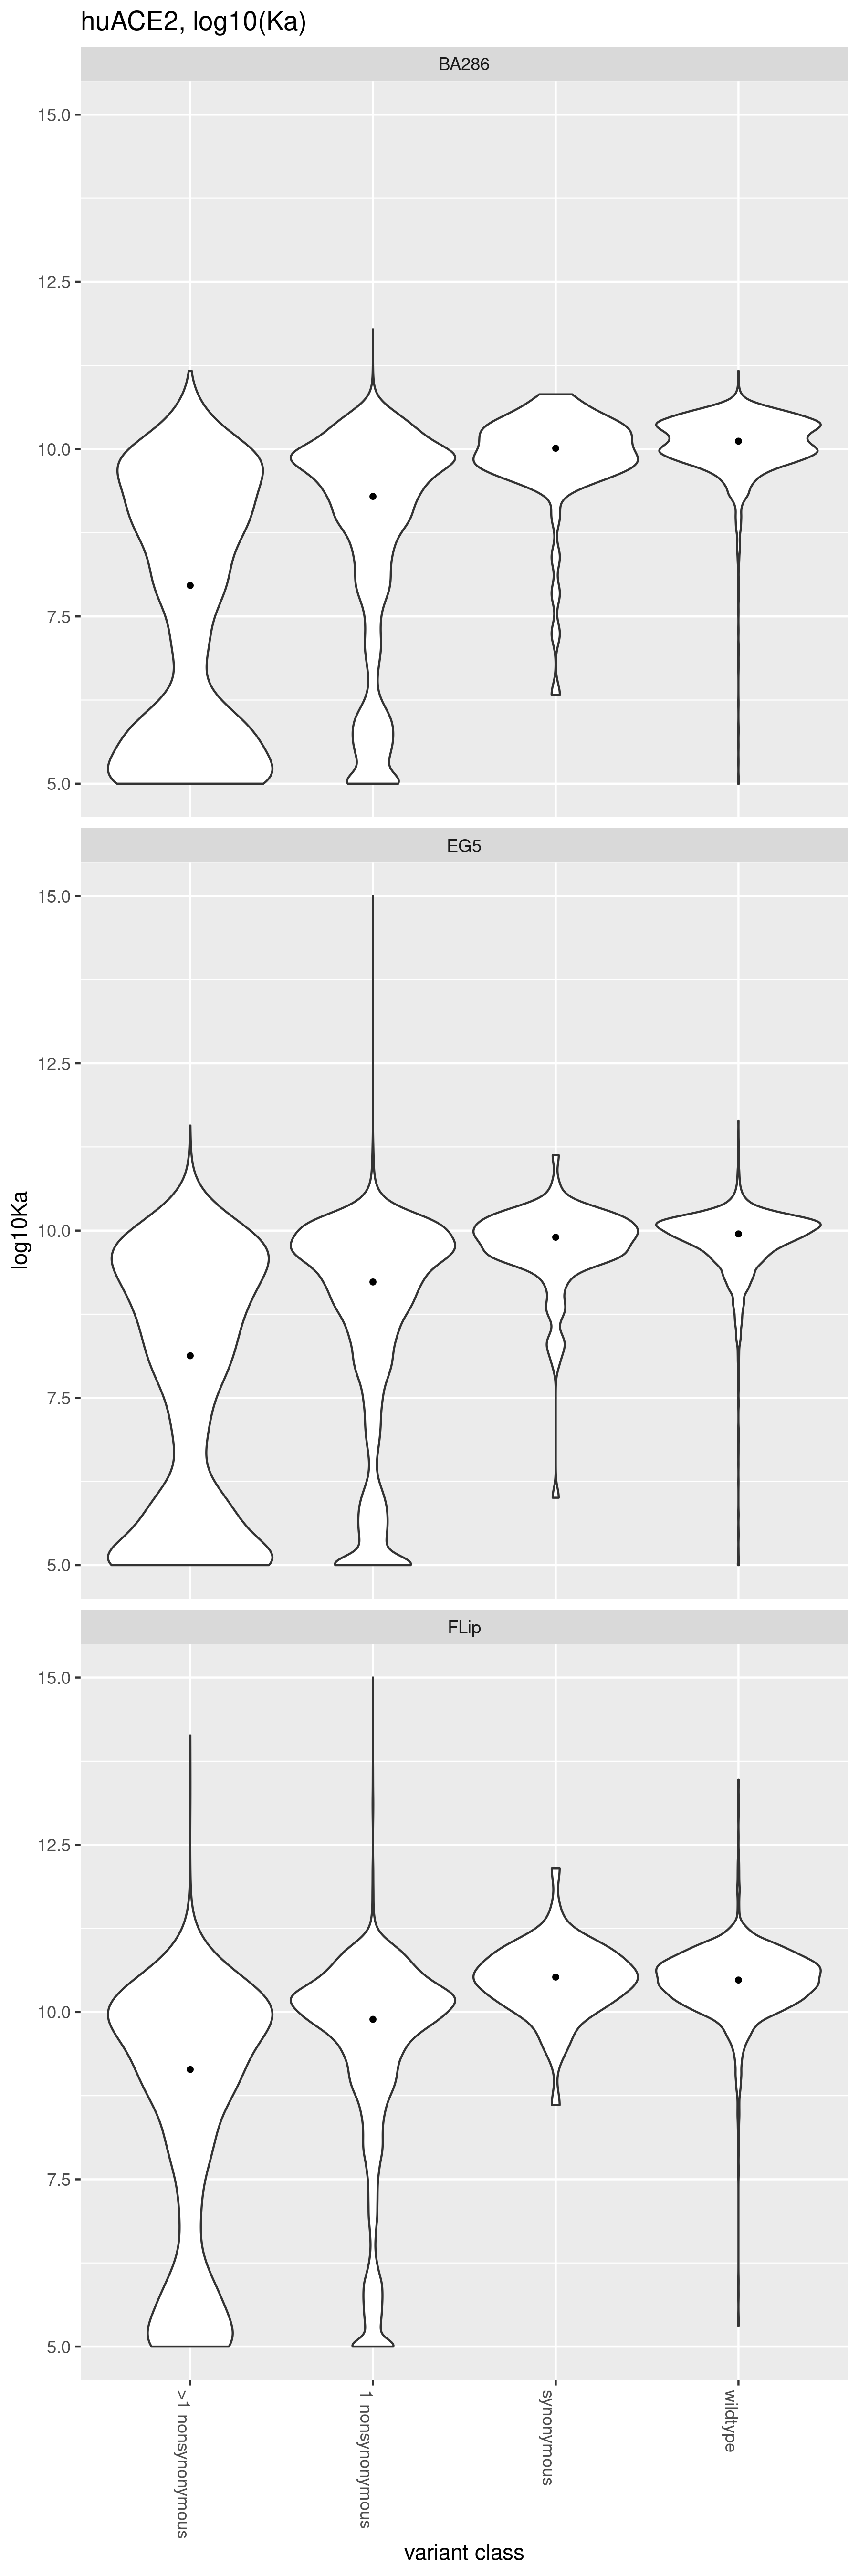 huACE2, log10(Ka)
BA286
15.0
12.5
10.0
7.5
5.0
EG5
15.0
12.5
10.0
7.5
5.0
log10Ka
FLip
15.0
12.5
10.0
7.5
5.0
>1 nonsynonymous
1 nonsynonymous
synonymous
wildtype
variant class